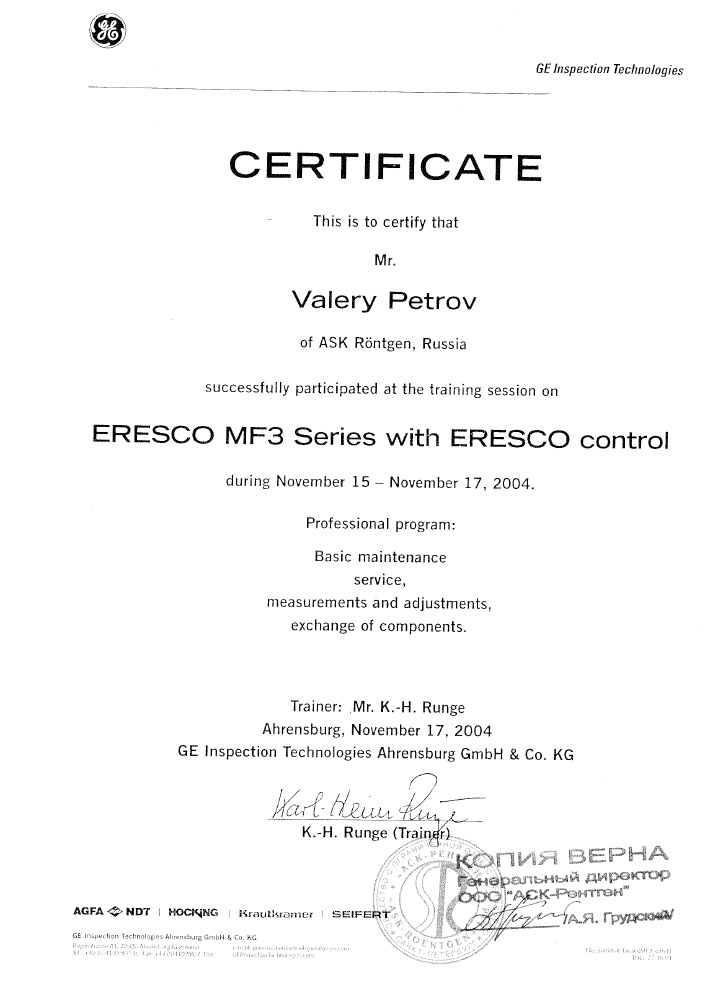 GE Inspection Technologies
CERTIFICATE
This is to certify that
Mr.
Valery Petrov
of ASK Röntgen, Russia
successfully participated at the training session on
ERESCO MF3 Series with ERESCO control
during November 15 – November 17, 2004.
Professional program:
Basic maintenance
service,
measurements and adjustments,
exchange of components.
Trainer: Mr. K.-H. Runge
Ahrensburg, November 17, 2004
GE Inspection Technologies Ahrensburg GmbH & Co. KG
Karl-Heinz Runge
K.-H. Runge (Trainer)
КОПИЯ ВЕРНА
Генеральный директор
ООО "АСК-Рентген"
А.Я. Грудский
AGFA NDT | HOCKING | Krautkramer | SEIFERT
GE Inspection Technologies Ahrensburg GmbH & Co. KG